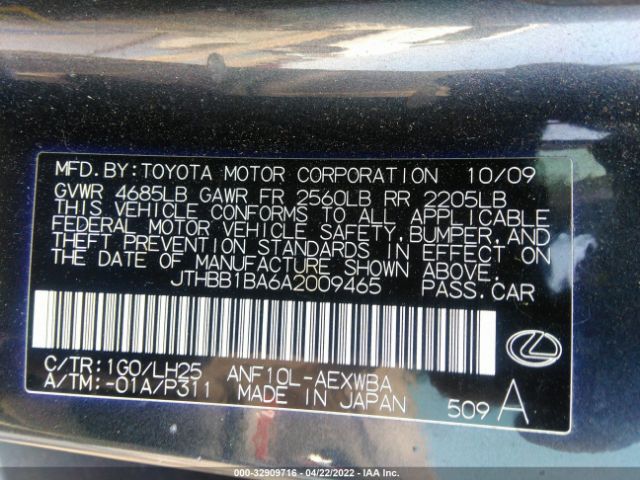 MFD. BY: TOYOTA MOTOR CORPORATION 10/09
GVWR 4685LB GAWR FR 2560LB RR 2205LB
THIS VEHICLE CONFORMS TO ALL APPLICABLE
FEDERAL MOTOR VEHICLE SAFETY, BUMPER, AND
THEFT PREVENTION STANDARDS IN EFFECT ON
THE DATE OF MANUFACTURE SHOWN ABOVE.
JTHBB1BA6A2009465 PASS. CAR
C/TR: 1G0/LH25 ANF10L-AEXWBA
A/TM: -01A/P311 MADE IN JAPAN 509 A
000-32909716 - 04/22/2022 - IAA Inc.